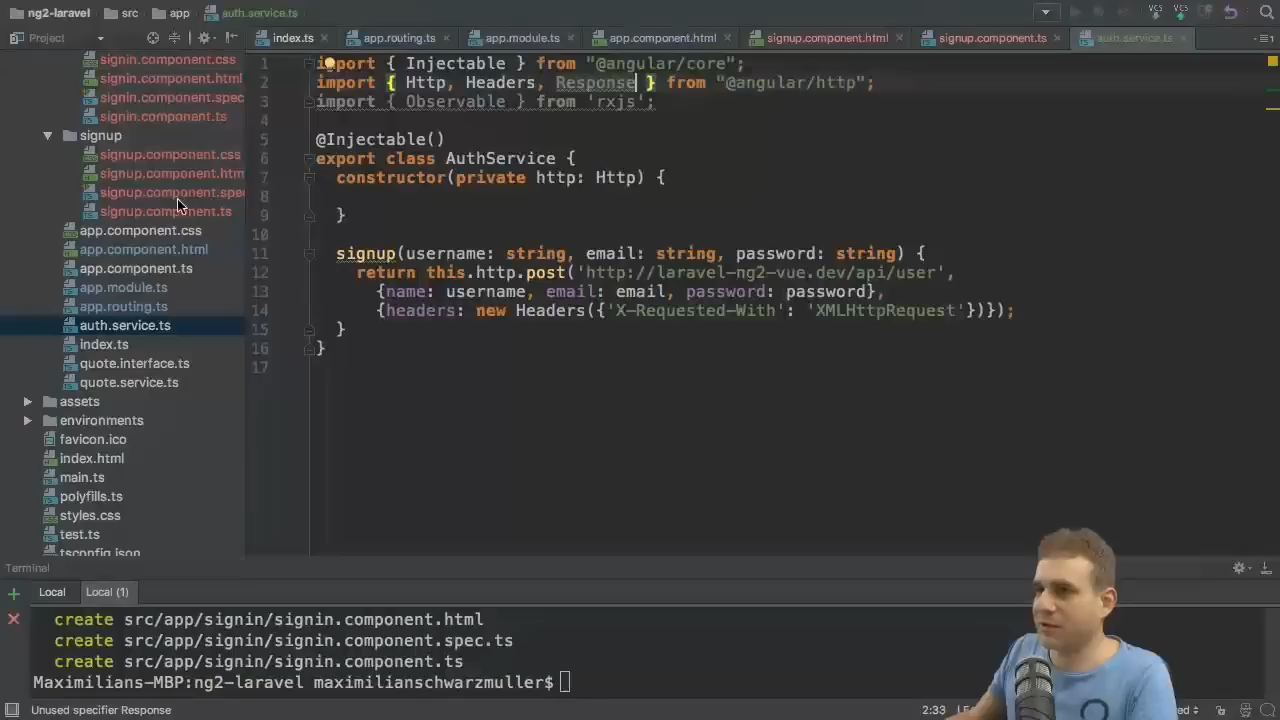 ng2-laravel src app auth.service.ts
Project index.ts app.routing.ts app.module.ts app.component.html signup.component.html signup.component.ts auth.service.ts
signin.component.css
signin.component.html
signin.component.spec
signin.component.ts
signup
signup.component.css
signup.component.htm
signup.component.spec
signup.component.ts
app.component.css
app.component.html
app.component.ts
app.module.ts
app.routing.ts
auth.service.ts
index.ts
quote.interface.ts
quote.service.ts
assets
environments
favicon.ico
index.html
main.ts
polyfills.ts
styles.css
test.ts
tsconfig.json
1 import { Injectable } from "@angular/core";
2 import { Http, Headers, Response } from "@angular/http";
3 import { Observable } from 'rxjs';
4
5 @Injectable()
6 export class AuthService {
7 constructor(private http: Http) {
8
9 }
10
11 signup(username: string, email: string, password: string) {
12 return this.http.post('http://laravel-ng2-vue.dev/api/user',
13 {name: username, email: email, password: password},
14 {headers: new Headers({'X-Requested-With': 'XMLHttpRequest'})});
15 }
16 }
17
Terminal
Local Local (1)
create src/app/signin/signin.component.html
create src/app/signin/signin.component.spec.ts
create src/app/signin/signin.component.ts
Maximilians-MBP:ng2-laravel maximilianschwarzmuller$
Unused specifier Response 2:33